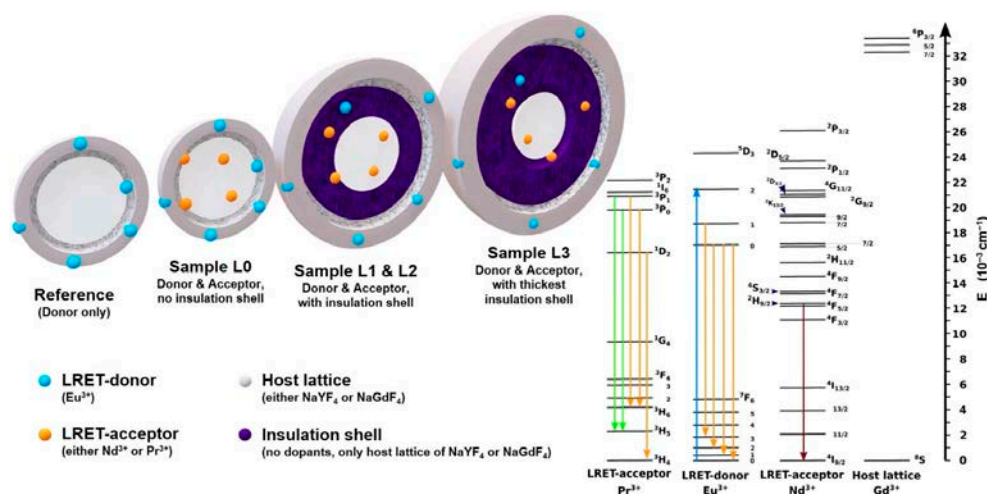 Reference
(Donor only)
Sample L0
Donor & Acceptor,
no insulation shell
Sample L1 & L2
Donor & Acceptor,
with insulation shell
Sample L3
Donor & Acceptor,
with thickest
insulation shell
LRET-donor
(Eu³⁺)
LRET-acceptor
(either Nd³⁺ or Pr³⁺)
Host lattice
(either NaYF₄ or NaGdF₄)
Insulation shell
(no dopants, only host lattice of NaYF₄ or NaGdF₄)
³P₂
¹I₆
³P₁
³P₀
¹D₂
¹G₄
³F₄
3
2
³H₆
³H₅
³H₄
LRET-acceptor
Pr³⁺
⁵D₃
2
1
0
⁷F₆
5
4
3
2
1
0
LRET-donor
Eu³⁺
²P₃/₂
²D₅/₂
²P₁/₂
⁴G₁₁/₂
²G₉/₂
9/2
7/2
7/2
5/2
²H₁₁/₂
⁴F₉/₂
⁴S₃/₂
⁴F₇/₂
²H₉/₂
⁴F₅/₂
⁴F₃/₂
⁴I₁₅/₂
13/2
11/2
⁴I₉/₂
LRET-acceptor
Nd³⁺
⁶P₃/₂
5/2
7/2
⁸S
Host lattice
Gd³⁺
32
30
28
26
24
22
20
18
16
14
12
10
8
6
4
2
0
E (10⁻³ cm⁻¹)